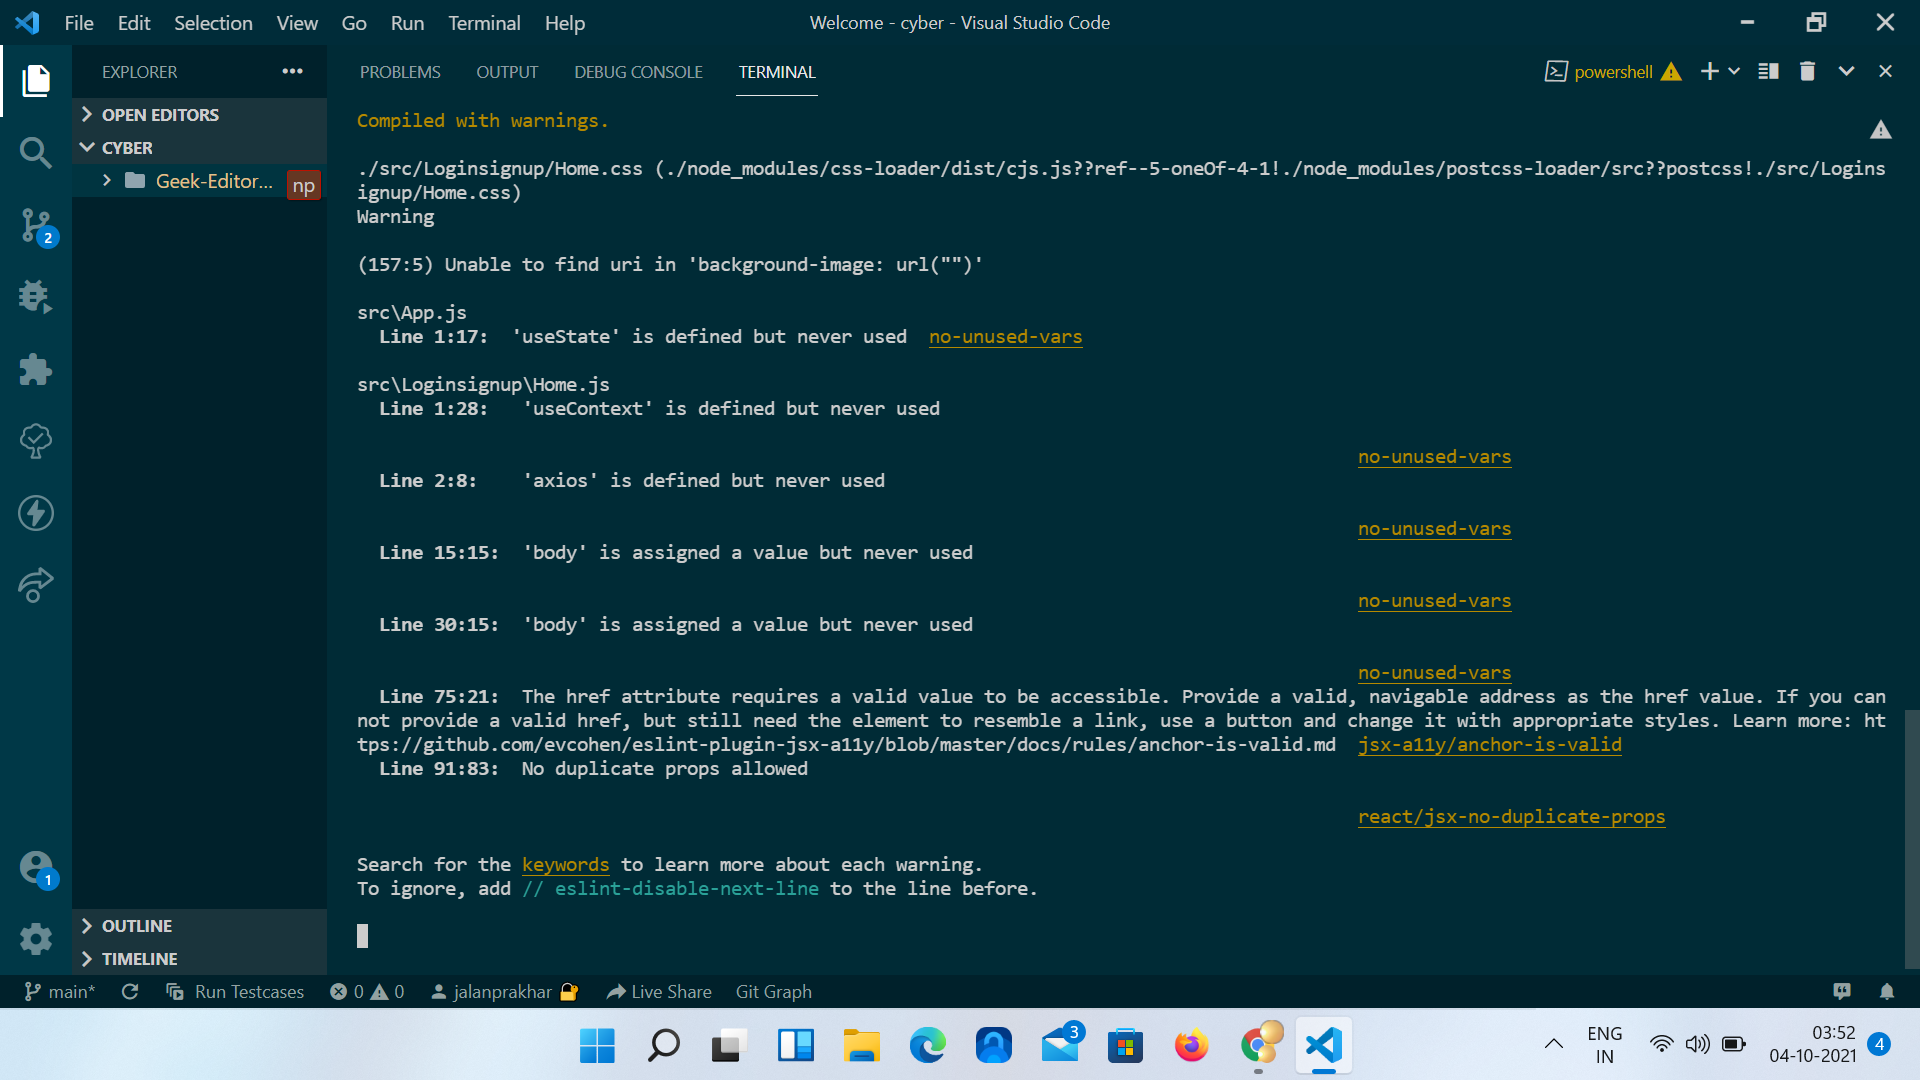 File Edit Selection View Go Run Terminal Help
Welcome - cyber - Visual Studio Code
EXPLORER
OPEN EDITORS
CYBER
Geek-Editor... np
2
1
OUTLINE
TIMELINE
PROBLEMS OUTPUT DEBUG CONSOLE TERMINAL
powershell
Compiled with warnings.
./src/Loginsignup/Home.css (./node_modules/css-loader/dist/cjs.js??ref--5-oneOf-4-1!./node_modules/postcss-loader/src??postcss!./src/Logins
ignup/Home.css)
Warning
(157:5) Unable to find uri in 'background-image: url("")'
src\App.js
Line 1:17: 'useState' is defined but never used no-unused-vars
src\Loginsignup\Home.js
Line 1:28: 'useContext' is defined but never used
no-unused-vars
Line 2:8: 'axios' is defined but never used
no-unused-vars
Line 15:15: 'body' is assigned a value but never used
no-unused-vars
Line 30:15: 'body' is assigned a value but never used
no-unused-vars
Line 75:21: The href attribute requires a valid value to be accessible. Provide a valid, navigable address as the href value. If you can
not provide a valid href, but still need the element to resemble a link, use a button and change it with appropriate styles. Learn more: ht
tps://github.com/evcohen/eslint-plugin-jsx-a11y/blob/master/docs/rules/anchor-is-valid.md jsx-a11y/anchor-is-valid
Line 91:83: No duplicate props allowed
react/jsx-no-duplicate-props
Search for the keywords to learn more about each warning.
To ignore, add // eslint-disable-next-line to the line before.
main* Run Testcases 0 0 jalanprakhar Live Share Git Graph
3
ENG
IN
03:52
04-10-2021
4